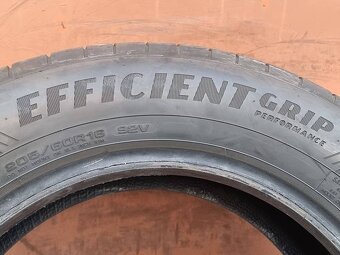 EFFICIENT·GRIP
PERFORMANCE
205/60R16 92V